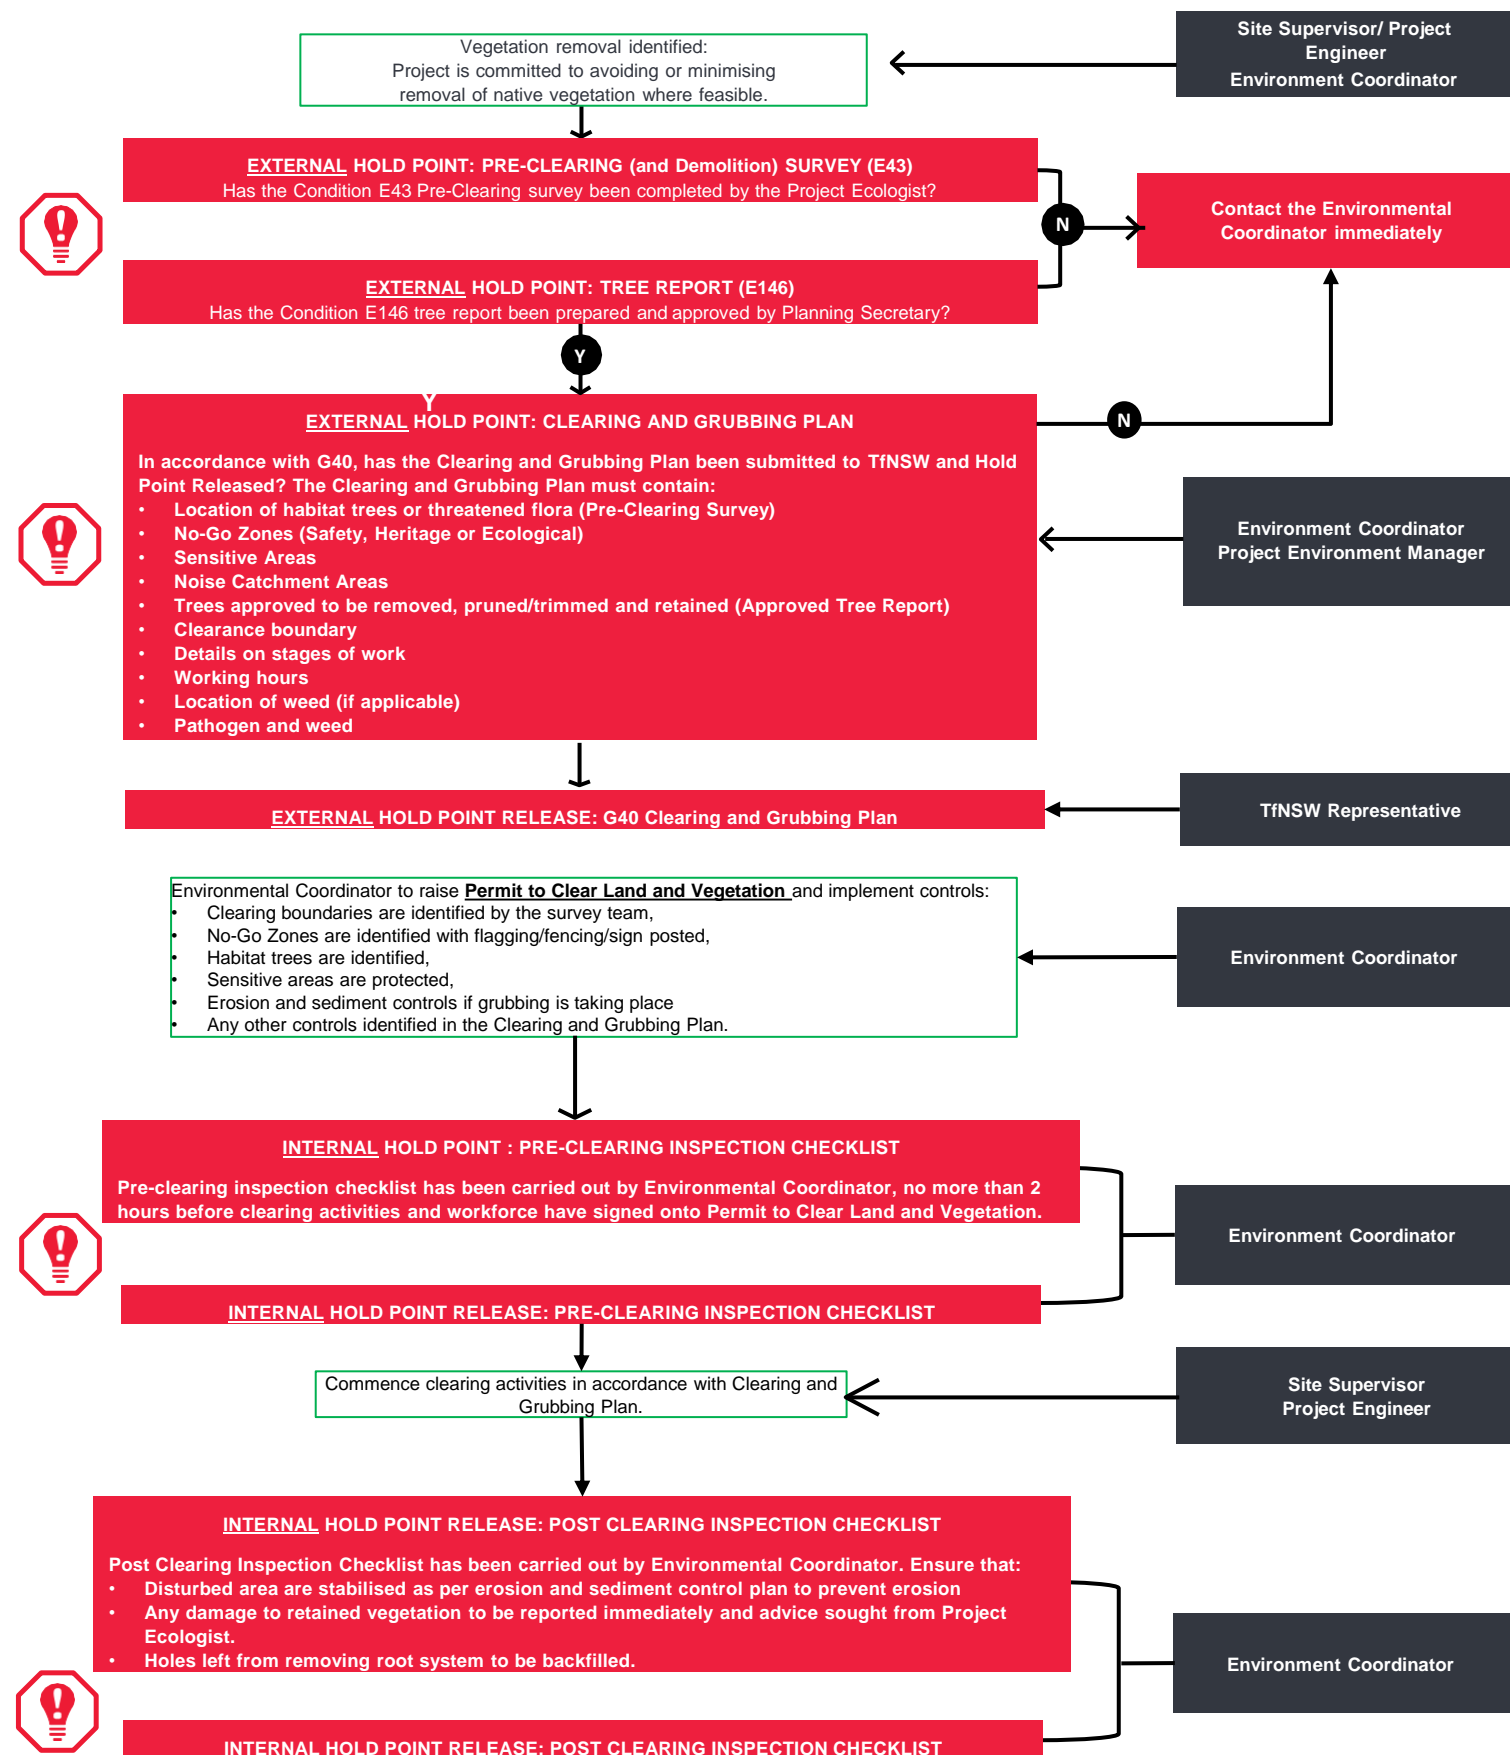 Site Supervisor/ Project
Engineer
Environment Coordinator
Vegetation removal identified:
Project is committed to avoiding or minimising
removal of native vegetation where feasible.
EXTERNAL HOLD POINT: PRE-CLEARING (and Demolition) SURVEY (E43)
Has the Condition E43 Pre-Clearing survey been completed by the Project Ecologist?
N
Contact the Environmental
Coordinator immediately
EXTERNAL HOLD POINT: TREE REPORT (E146)
Has the Condition E146 tree report been prepared and approved by Planning Secretary?
Y
Y
EXTERNAL HOLD POINT: CLEARING AND GRUBBING PLAN
N
In accordance with G40, has the Clearing and Grubbing Plan been submitted to TfNSW and Hold
Point Released? The Clearing and Grubbing Plan must contain:
• Location of habitat trees or threatened flora (Pre-Clearing Survey)
• No-Go Zones (Safety, Heritage or Ecological)
• Sensitive Areas
• Noise Catchment Areas
• Trees approved to be removed, pruned/trimmed and retained (Approved Tree Report)
• Clearance boundary
• Details on stages of work
• Working hours
• Location of weed (if applicable)
• Pathogen and weed
Environment Coordinator
Project Environment Manager
EXTERNAL HOLD POINT RELEASE: G40 Clearing and Grubbing Plan
TfNSW Representative
Environmental Coordinator to raise Permit to Clear Land and Vegetation and implement controls:
• Clearing boundaries are identified by the survey team,
• No-Go Zones are identified with flagging/fencing/sign posted,
• Habitat trees are identified,
• Sensitive areas are protected,
• Erosion and sediment controls if grubbing is taking place
• Any other controls identified in the Clearing and Grubbing Plan.
Environment Coordinator
INTERNAL HOLD POINT : PRE-CLEARING INSPECTION CHECKLIST
Pre-clearing inspection checklist has been carried out by Environmental Coordinator, no more than 2
hours before clearing activities and workforce have signed onto Permit to Clear Land and Vegetation.
Environment Coordinator
INTERNAL HOLD POINT RELEASE: PRE-CLEARING INSPECTION CHECKLIST
Commence clearing activities in accordance with Clearing and
Grubbing Plan.
Site Supervisor
Project Engineer
INTERNAL HOLD POINT RELEASE: POST CLEARING INSPECTION CHECKLIST
Post Clearing Inspection Checklist has been carried out by Environmental Coordinator. Ensure that:
• Disturbed area are stabilised as per erosion and sediment control plan to prevent erosion
• Any damage to retained vegetation to be reported immediately and advice sought from Project
Ecologist.
• Holes left from removing root system to be backfilled.
Environment Coordinator
INTERNAL HOLD POINT RELEASE: POST CLEARING INSPECTION CHECKLIST